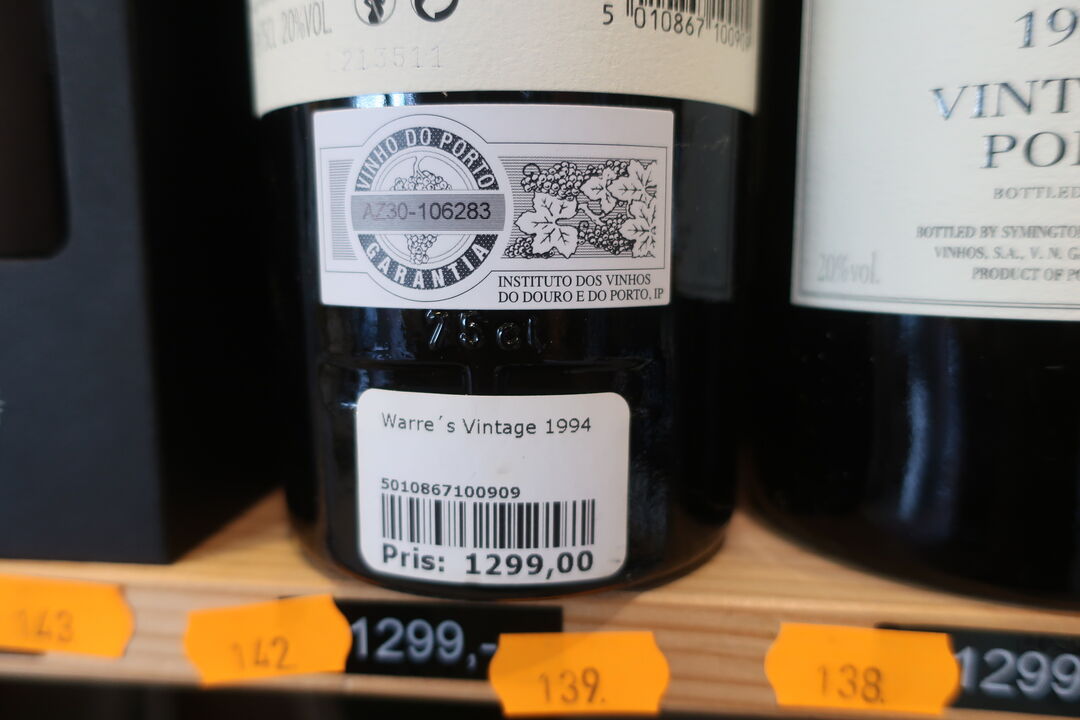 20%VOL
5 010867 100909
213511
VINHO DO PORTO
AZ30-106283
GARANTIA
INSTITUTO DOS VINHOS
DO DOURO E DO PORTO, IP
75 cl
Warre´s Vintage 1994
5010867100909
Pris: 1299,00
19
VINT
PO
BOTTLED
BOTTLED BY SYMINGTON
VINHOS, S.A., V. N. G
PRODUCT OF PO
20%vol.
143
142
1299,-
139.
138.
1299